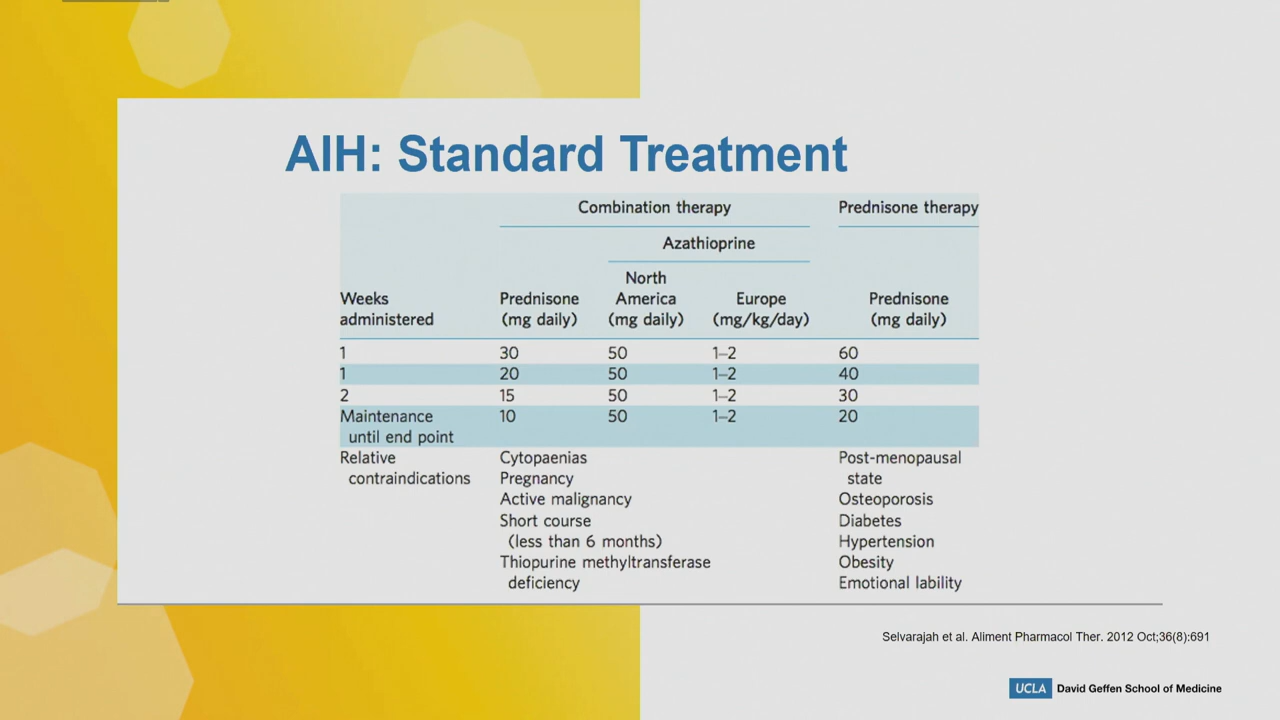 AIH: Standard Treatment
Combination therapy Prednisone therapy
Azathioprine
North
Weeks Prednisone America Europe Prednisone
administered (mg daily) (mg daily) (mg/kg/day) (mg daily)
1 30 50 1–2 60
1 20 50 1–2 40
2 15 50 1–2 30
Maintenance 10 50 1–2 20
until end point
Relative Cytopaenias Post-menopausal
contraindications Pregnancy state
Active malignancy Osteoporosis
Short course Diabetes
(less than 6 months) Hypertension
Thiopurine methyltransferase Obesity
deficiency Emotional lability
Selvarajah et al. Aliment Pharmacol Ther. 2012 Oct;36(8):691
UCLA David Geffen School of Medicine